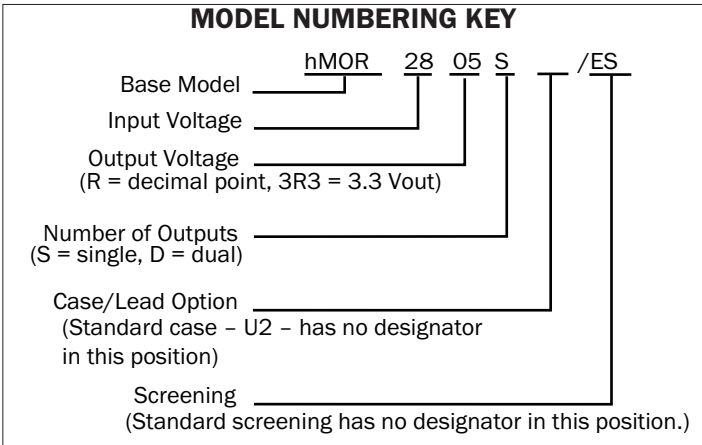 MODEL NUMBERING KEY
hMOR 28 05 S /ES
Base Model
Input Voltage
Output Voltage
(R = decimal point, 3R3 = 3.3 Vout)
Number of Outputs
(S = single, D = dual)
Case/Lead Option
(Standard case – U2 – has no designator
in this position)
Screening
(Standard screening has no designator in this position.)